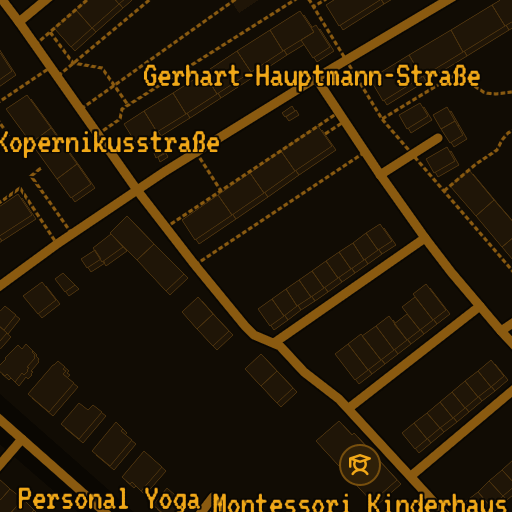 Gerhart-Hauptmann-Straße
Kopernikusstraße
Personal Yoga
Montessori Kinderhaus